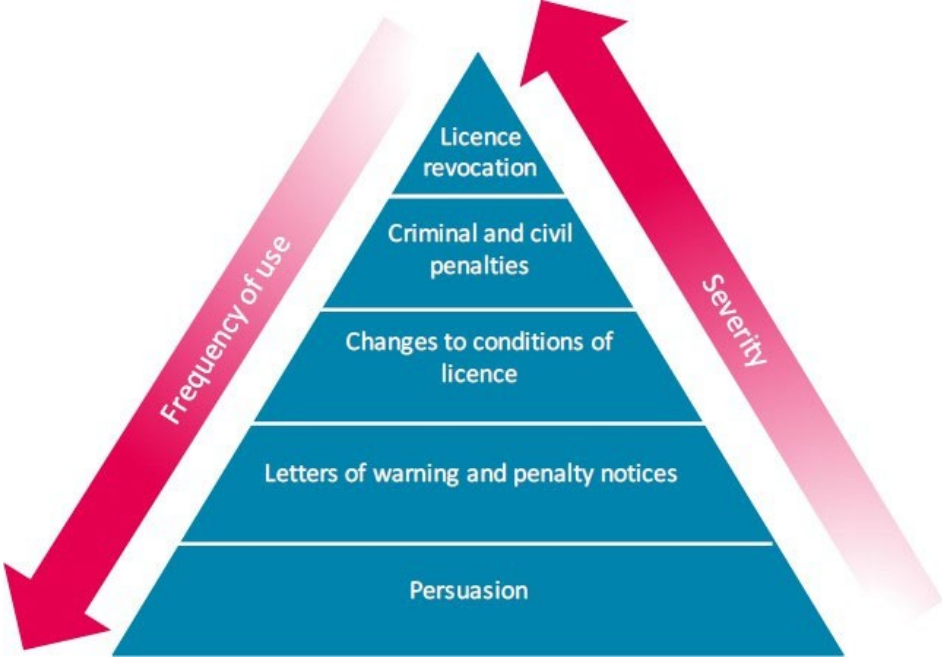 Licence
revocation
Criminal and civil
penalties
Changes to conditions of
licence
Letters of warning and penalty notices
Persuasion
Frequency of use
Severity